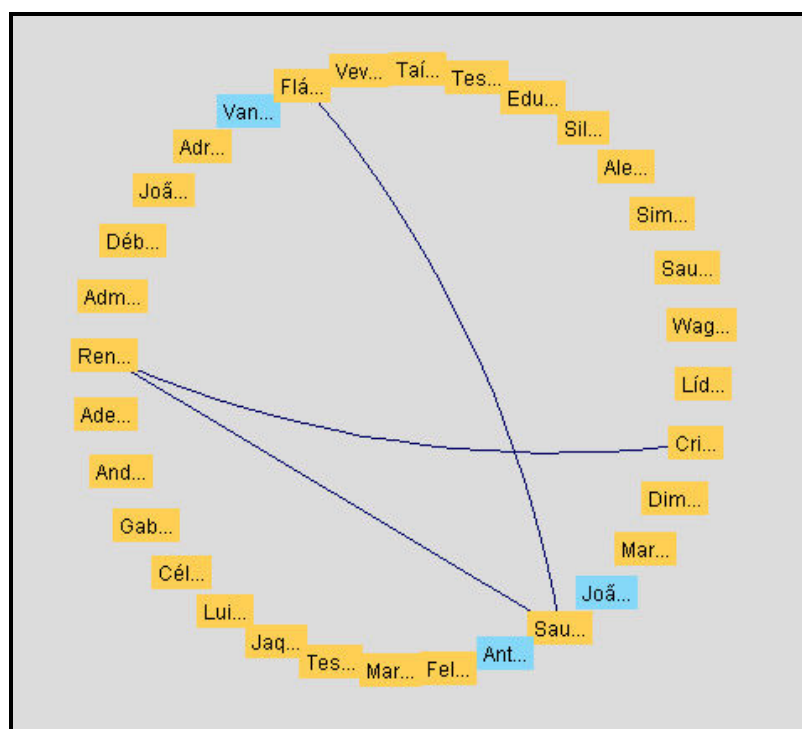 Vev...
Taí...
Flá...
Tes...
Edu...
Van...
Sil...
Adr...
Ale...
Joã...
Sim...
Déb...
Sau...
Adm...
Wag...
Ren...
Líd...
Ade...
Cri...
And...
Dim...
Gab...
Mar...
Cél...
Joã...
Lui...
Sau...
Jaq...
Ant...
Tes...
Mar...
Fel...